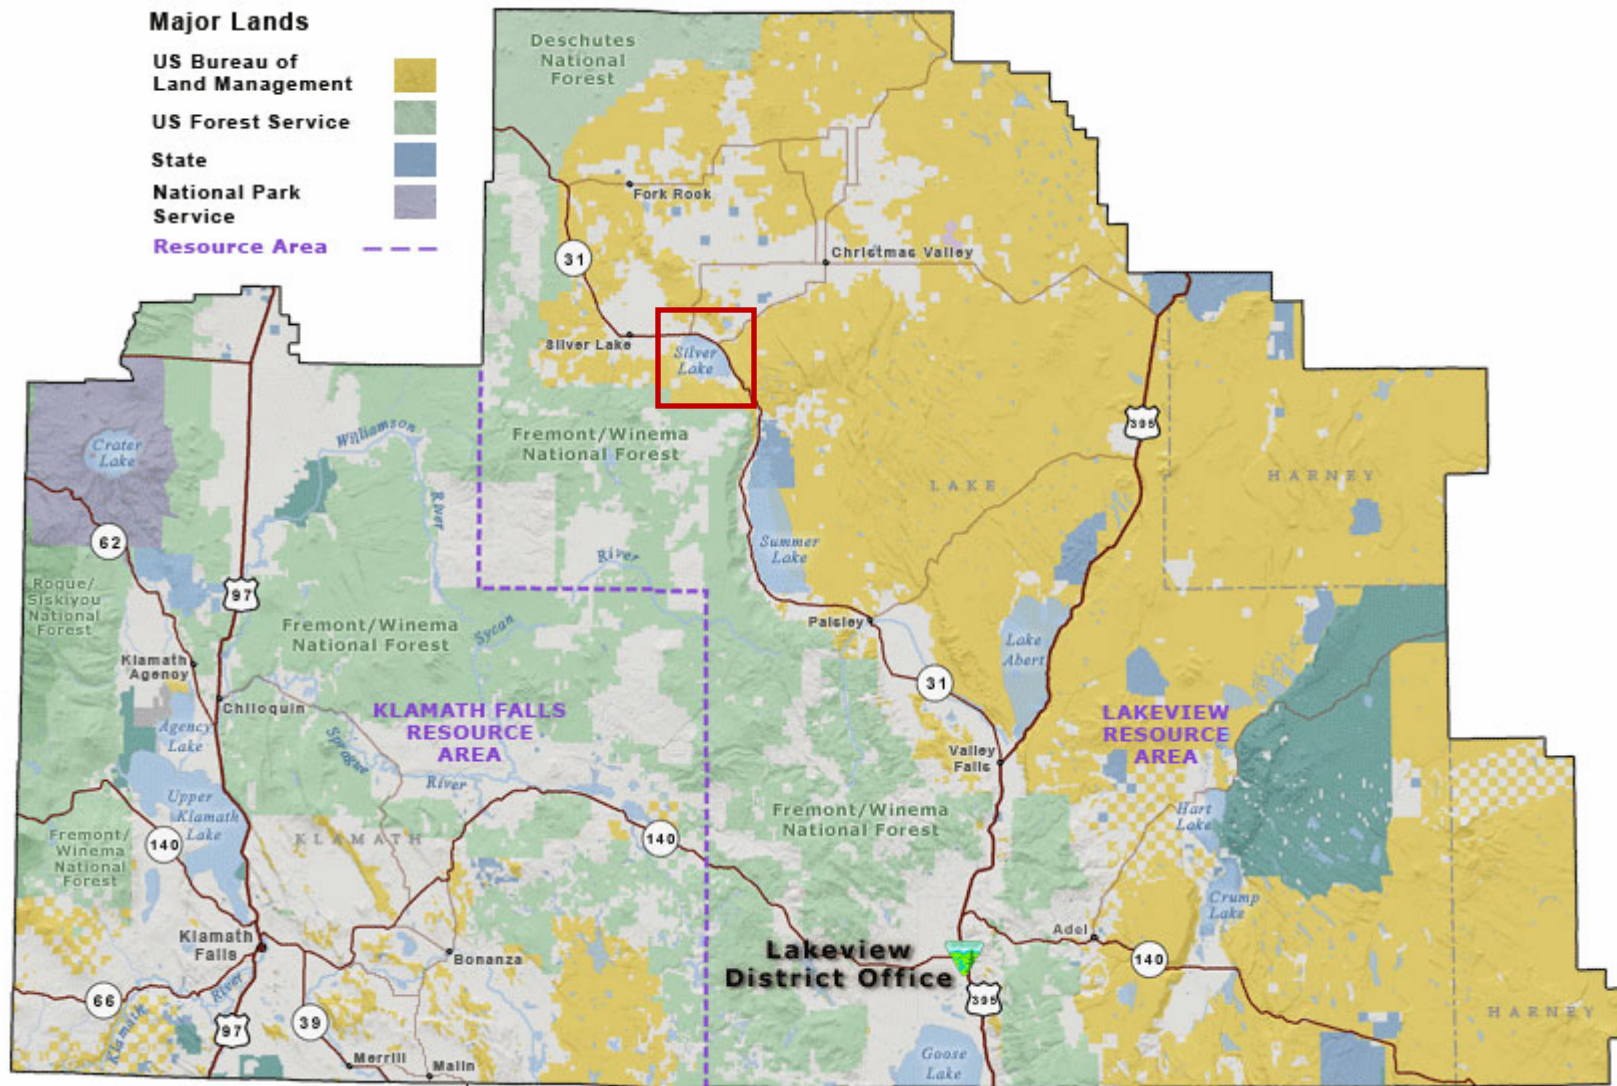 Major Lands
US Bureau of
Land Management
US Forest Service
State
National Park
Service
Resource Area
Deschutes
National
Forest
Fork Rook
31
Christmas Valley
Silver Lake
Silver
Lake
Fremont/Winema
National Forest
Williamson
River
Crater
Lake
395
LAKE
HARNEY
62
Summer
Lake
River
97
Rogue/
Siskiyou
National
Forest
Fremont/Winema
National Forest
Sycan
Paisley
Lake
Abert
Klamath
Agency
31
Chiloquin
KLAMATH FALLS
RESOURCE
AREA
LAKEVIEW
RESOURCE
AREA
Agency
Lake
Sprague
River
Valley
Falls
Upper
Klamath
Lake
Fremont/Winema
National Forest
Hart
Lake
Fremont/
Winema
National
Forest
140
KLAMATH
140
Crump
Lake
Klamath
Falls
Bonanza
Lakeview
District Office
Adel
140
66
Klamath
River
97
39
395
HARNEY
Merrill
Malin
Goose
Lake